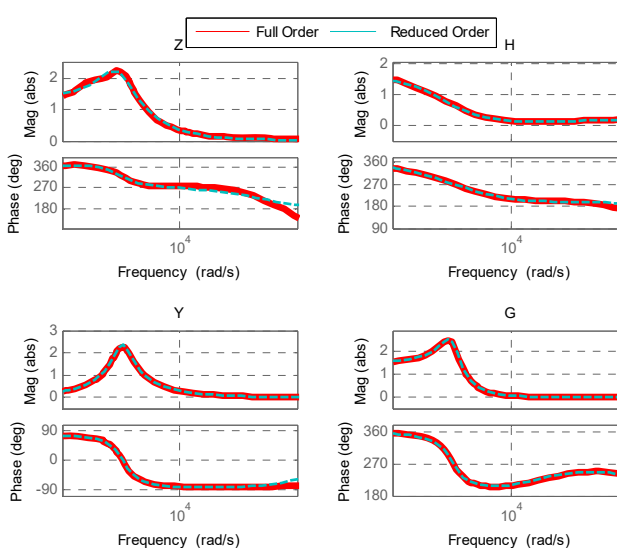 Full Order Reduced Order
Z H
Mag (abs) 2 1 0
Mag (abs) 2 1 0
Phase (deg) 360 270 180
Phase (deg) 360 270 180 90
10^4 10^4
Frequency (rad/s) Frequency (rad/s)
Y G
Mag (abs) 3 2 1 0
Mag (abs) 2 1 0
Phase (deg) 90 0 -90
Phase (deg) 360 270 180
10^4 10^4
Frequency (rad/s) Frequency (rad/s)